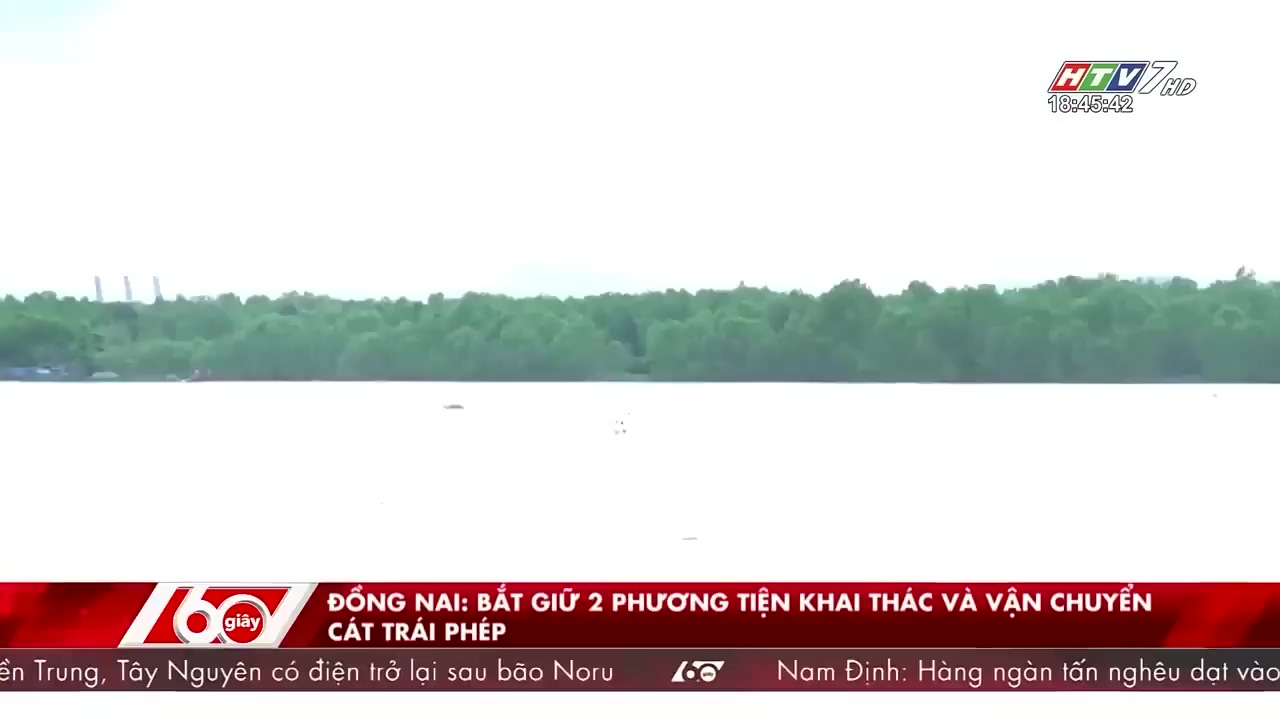 HTV7HD
18:45:42
60 giây
ĐỒNG NAI: BẮT GIỮ 2 PHƯƠNG TIỆN KHAI THÁC VÀ VẬN CHUYỂN
CÁT TRÁI PHÉP
Trung, Tây Nguyên có điện trở lại sau bão Noru 60 giây Nam Định: Hàng ngàn tấn nghêu dạt vào